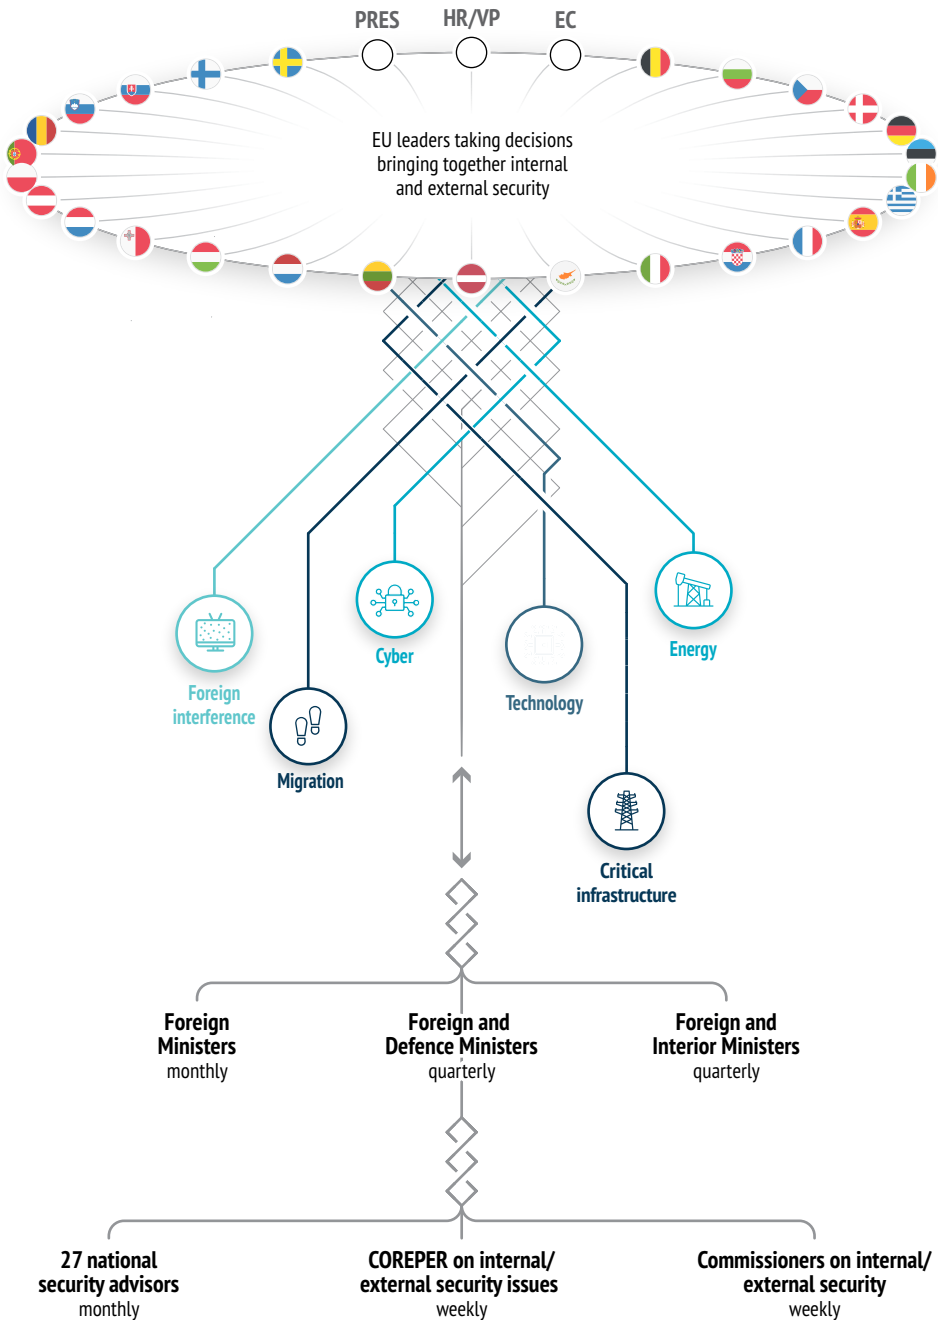 PRES
HR/VP
EC
EU leaders taking decisions
bringing together internal
and external security
Foreign
interference
Migration
Cyber
Technology
Energy
Critical
infrastructure
Foreign
Ministers
monthly
Foreign and
Defence Ministers
quarterly
Foreign and
Interior Ministers
quarterly
27 national
security advisors
monthly
COREPER on internal/
external security issues
weekly
Commissioners on internal/
external security
weekly